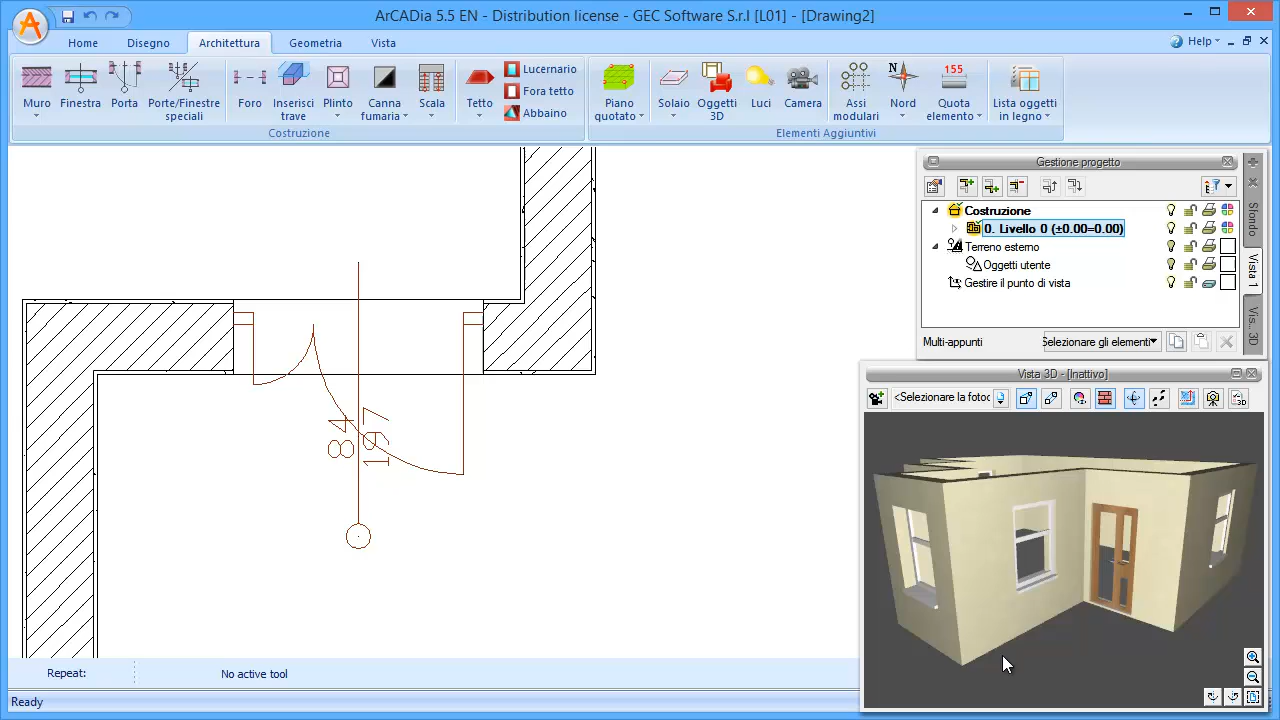 ArCADia 5.5 EN - Distribution license - GEC Software S.r.l [L01] - [Drawing2]
Home
Disegno
Architettura
Geometria
Vista
Help
Muro
Finestra
Porta
Porte/Finestre
speciali
Foro
Inserisci
trave
Plinto
Canna
fumaria
Scala
Tetto
Lucernario
Fora tetto
Abbaino
Piano
quotato
Solaio
Oggetti
3D
Luci
Camera
Assi
modulari
N
Nord
155
Quota
elemento
Lista oggetti
in legno
Costruzione
Elementi Aggiuntivi
Gestione progetto
Costruzione
0. Livello 0 (±0.00=0.00)
Terreno esterno
Oggetti utente
Gestire il punto di vista
Multi-appunti
Selezionare gli elementi
Sfondo
Vista 1
Vis... 3D
Vista 3D - [Inattivo]
<Selezionare la fotoc
84
197
Repeat:
No active tool
Ready